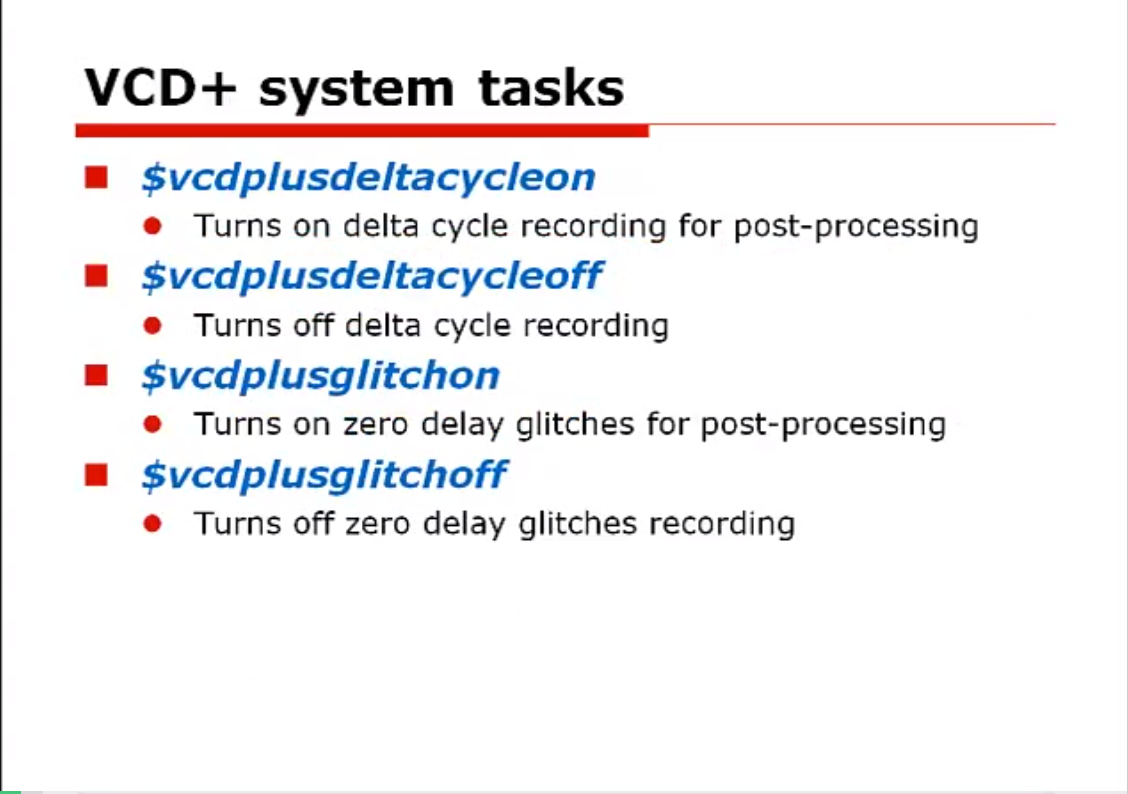 VCD+ system tasks
$vcdplusdeltacycleon
Turns on delta cycle recording for post-processing
$vcdplusdeltacycleoff
Turns off delta cycle recording
$vcdplusglitchon
Turns on zero delay glitches for post-processing
$vcdplusglitchoff
Turns off zero delay glitches recording